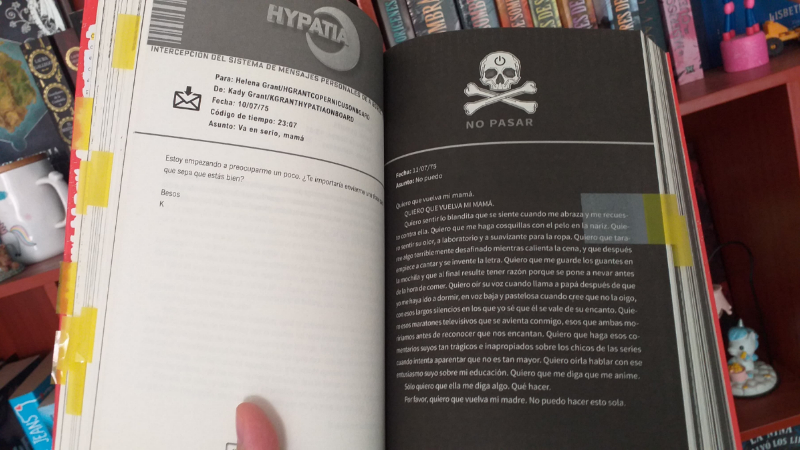 HYPATIA
INTERCEPCIÓN DEL SISTEMA DE MENSAJES PERSONALES DE
Para: Helena Grant/HGRANTCOPERNICUSONBOARD
De: Kady Grant/KGRANTHYPATIAONBOARD
Fecha: 10/07/75
Código de tiempo: 23:07
Asunto: Va en serio, mamá
Estoy empezando a preocuparme un poco. ¿Te importaría enviarme una
que sepa que estás bien?
Besos
K
NO PASAR
Fecha: 11/07/75
Asunto: No puedo
Quiero que vuelva mi mamá.
QUIERO QUE VUELVA MI MAMÁ.
Quiero sentir lo blandita que se siente cuando me abraza y me recues-
to contra ella. Quiero que me haga cosquillas con el pelo en la nariz. Quie-
ro sentir su olor, a laboratorio y a suavizante para la ropa. Quiero que tara-
ree algo terriblemente desafinado mientras calienta la cena, y que después
empiece a cantar y se invente la letra. Quiero que me guarde los guantes en
la mochila y que al final resulte tener razón porque se pone a nevar antes
de la hora de comer. Quiero oír su voz cuando llama a papá después de que
yo me haya ido a dormir, en voz baja y pastelosa cuando cree que no la oigo,
con esos largos silencios en los que yo sé que él se vale de su encanto. Quie-
ro esos maratones televisivos que se avienta conmigo, esos que ambas mo-
riríamos antes de reconocer que nos encantan. Quiero que haga esos co-
mentarios suyos tan trágicos e inapropiados sobre los chicos de las series
cuando intenta aparentar que no es tan mayor. Quiero oírla hablar con ese
entusiasmo suyo sobre mi educación. Quiero que me diga que me anime.
Sólo quiero que ella me diga algo. Qué hacer.
Por favor, quiero que vuelva mi madre. No puedo hacer esto sola.
JEANS
LA NIÑA
LISBET